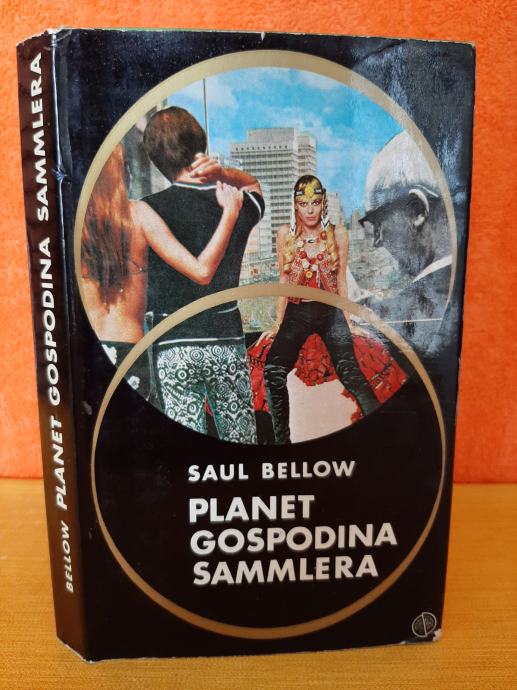 BELLOW PLANET GOSPODINA SAMMLERA
SAUL BELLOW
PLANET
GOSPODINA
SAMMLERA